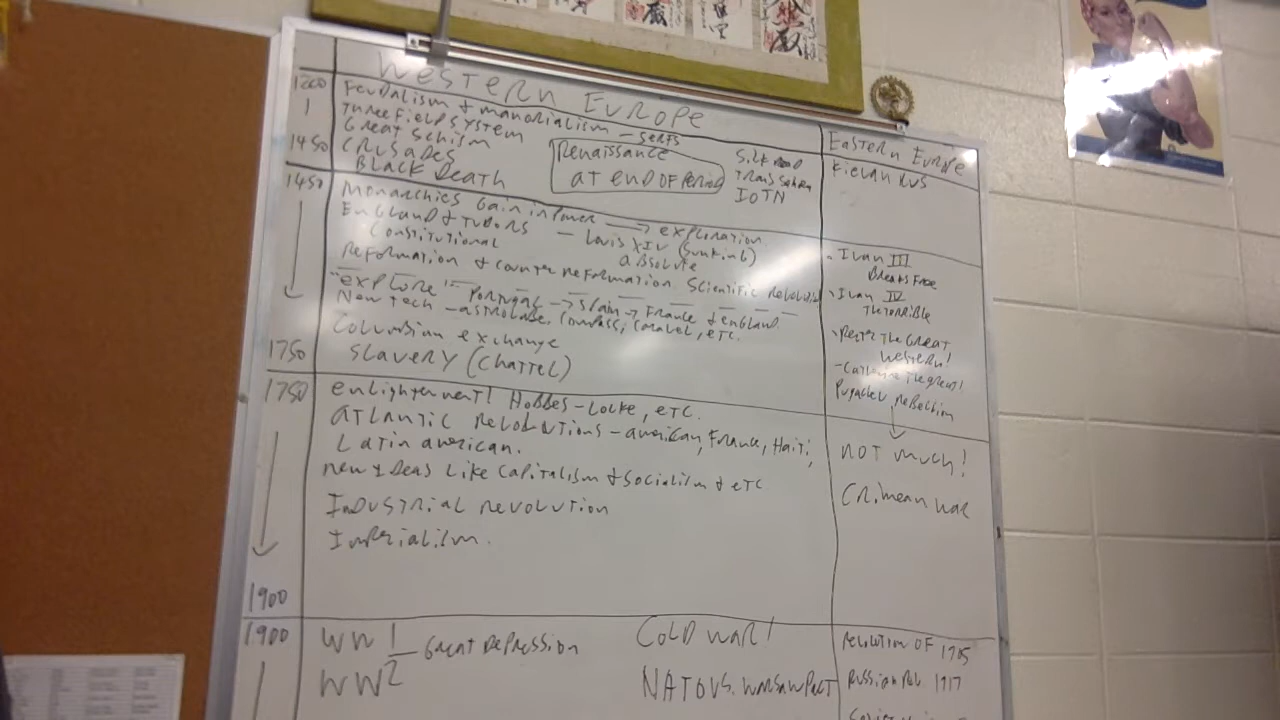 Western Europe
1200
1
1450
Feudalism & manorialism - serfs
Three Field System
Great Schism
Crusades
Black Death
Renaissance
at end of period
Trans
IOTN
Eastern Europe
Kievan Rus
1450
1750
Monarchies Gain in Power → exploration
England & Tudors - Louis XIV (Sun King)
Constitutional
absolute
Reformation & Counter Reformation Scientific
"explore" - Portugal → Spain → France & England
New Tech - astrolabe, compass, caravel, etc.
Columbian exchange
Slavery (Chattel)
- Ivan III
Breaks Free
- Ivan IV
The Terrible
- Peter The Great
Western!
- Catherine The great!
Pugachev Rebellion
1750
1900
enlightenment! Hobbes - Locke, etc.
Atlantic Revolutions - american, France, Haiti,
Latin american.
new Ideas Like Capitalism & Socialism & etc
Industrial revolution
Imperialism.
NOT much!
Crimean war
1900
WW1 - Great Depression
WW2
Cold war!
NATO vs. Warsaw Pact
Revolution of 1905
Russian Rev 1917